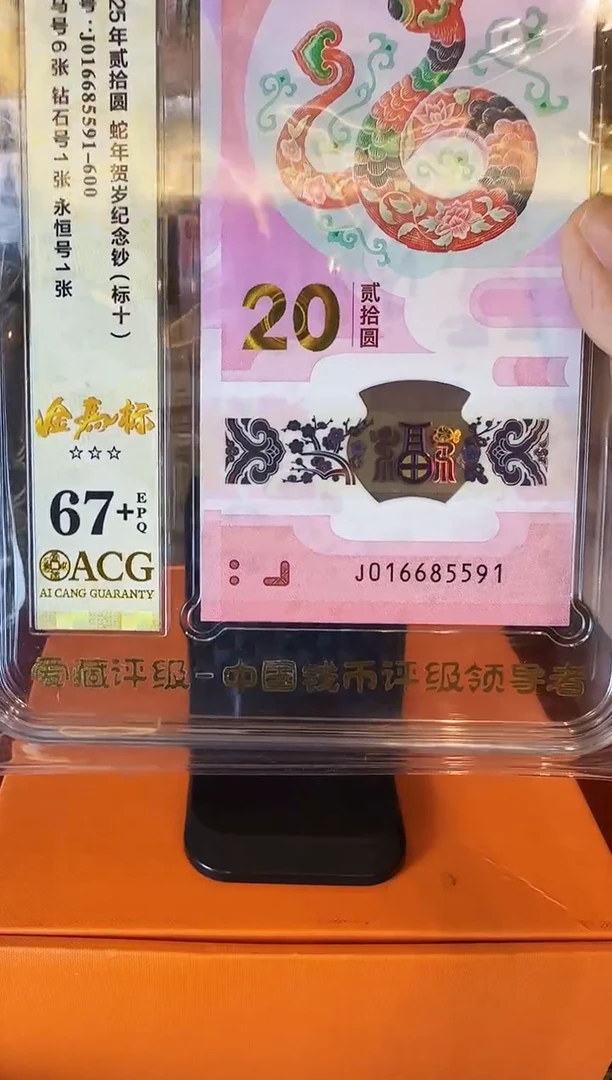 25年贰拾圆 蛇年贺岁纪念钞(标十)
号:J016685591-600
马号6张 钻石号1张 永恒号1张
金马标
☆☆☆
67+EPQ
ACG
AI CANG GUARANTY
20
贰拾圆
福
J016685591
爱藏评级-中国钱币评级领导者